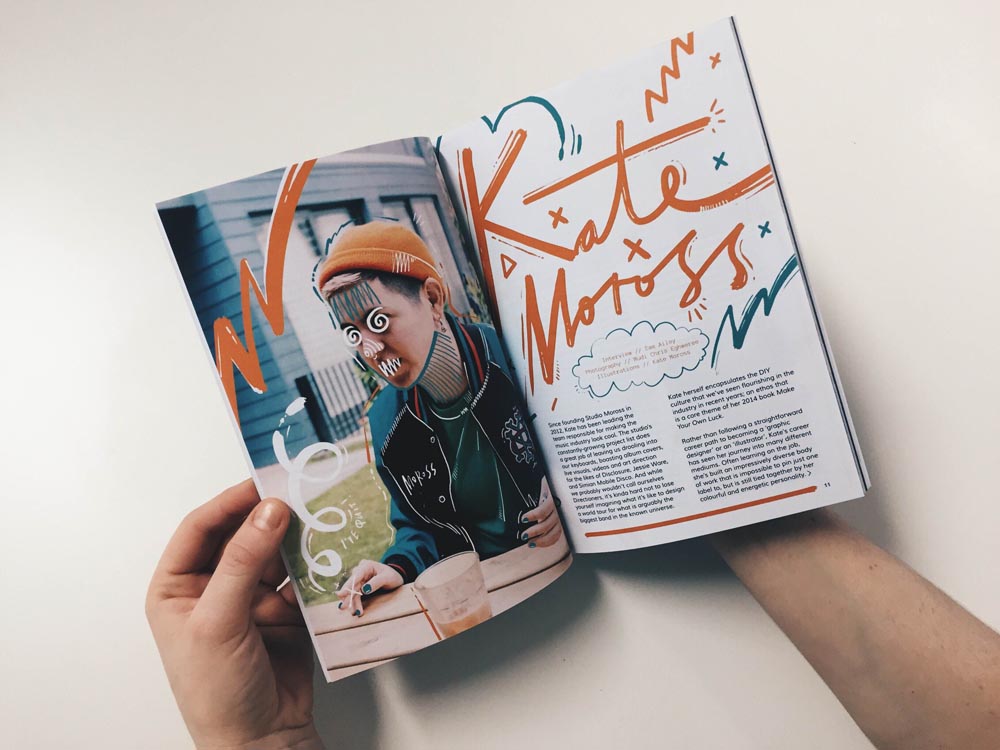 Kate
Moross
Interview // Sam Ailey
Photography // Rudi Chris Eghweree
Illustrations // Kate Moross
Since founding Studio Moross in
2012, Kate has been leading the
team responsible for making the
music industry look cool. The studio's
constantly-growing project list does
a great job of leaving us drooling into
our keyboards, boasting album covers,
live visuals, videos and art direction
for the likes of Disclosure, Jessie Ware,
and Simian Mobile Disco. And while
we probably wouldn't call ourselves
Directioners, it's kinda hard not to lose
yourself imagining what it's like to design
a world tour for what is arguably the
biggest band in the known universe.
Kate herself encapsulates the DIY
culture that we've seen flourishing in the
industry in recent years; an ethos that
is a core theme of her 2014 book Make
Your Own Luck.
Rather than following a straightforward
career path to becoming a 'graphic
designer' or an 'illustrator', Kate's career
has seen her journey into many different
mediums. Often learning on the job,
she's built an impressively diverse body
of work that is impossible to pin just one
label to, but is still tied together by her
colourful and energetic personality.
11
MOROSS